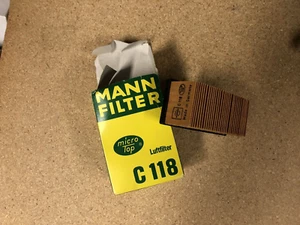 MANN
FILTER
micro
Top
Luftfilter
C 118